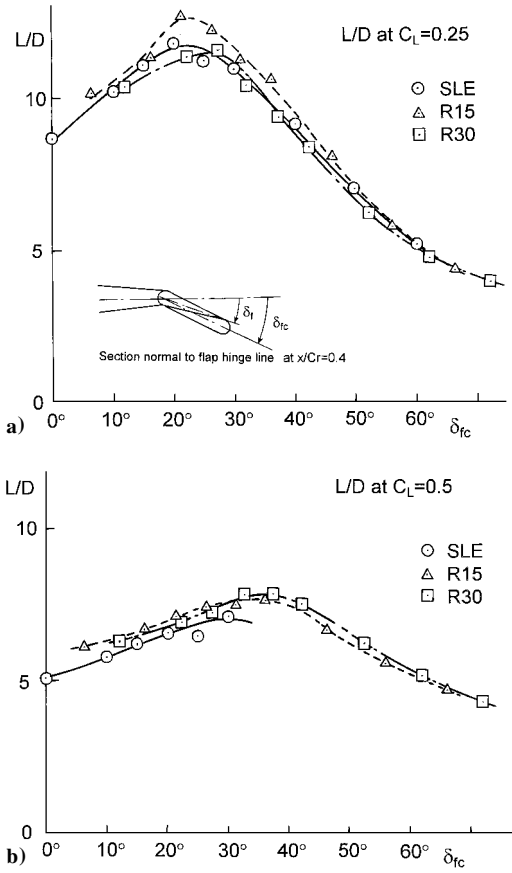 L/D
L/D at C_L=0.25
SLE
R15
R30
10
5
0
δ_f
δ_fc
Section normal to flap hinge line at x/Cr=0.4
0° 10° 20° 30° 40° 50° 60° δ_fc
a)
L/D
L/D at C_L=0.5
10
SLE
R15
R30
5
0
0° 10° 20° 30° 40° 50° 60° δ_fc
b)